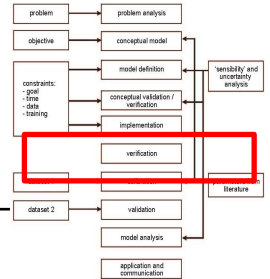 problem
problem analysis
objective
conceptual model
model definition
'sensibility' and
uncertainty
analysis
constraints:
- goal
- time
- data
- training
conceptual validation /
verification
implementation
verification
literature
dataset 2
validation
model analysis
application and
communication